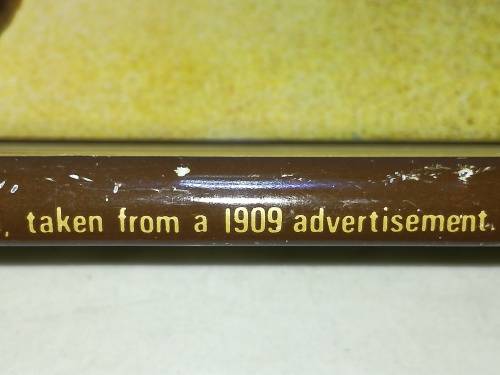 , taken from a 1909 advertisement.